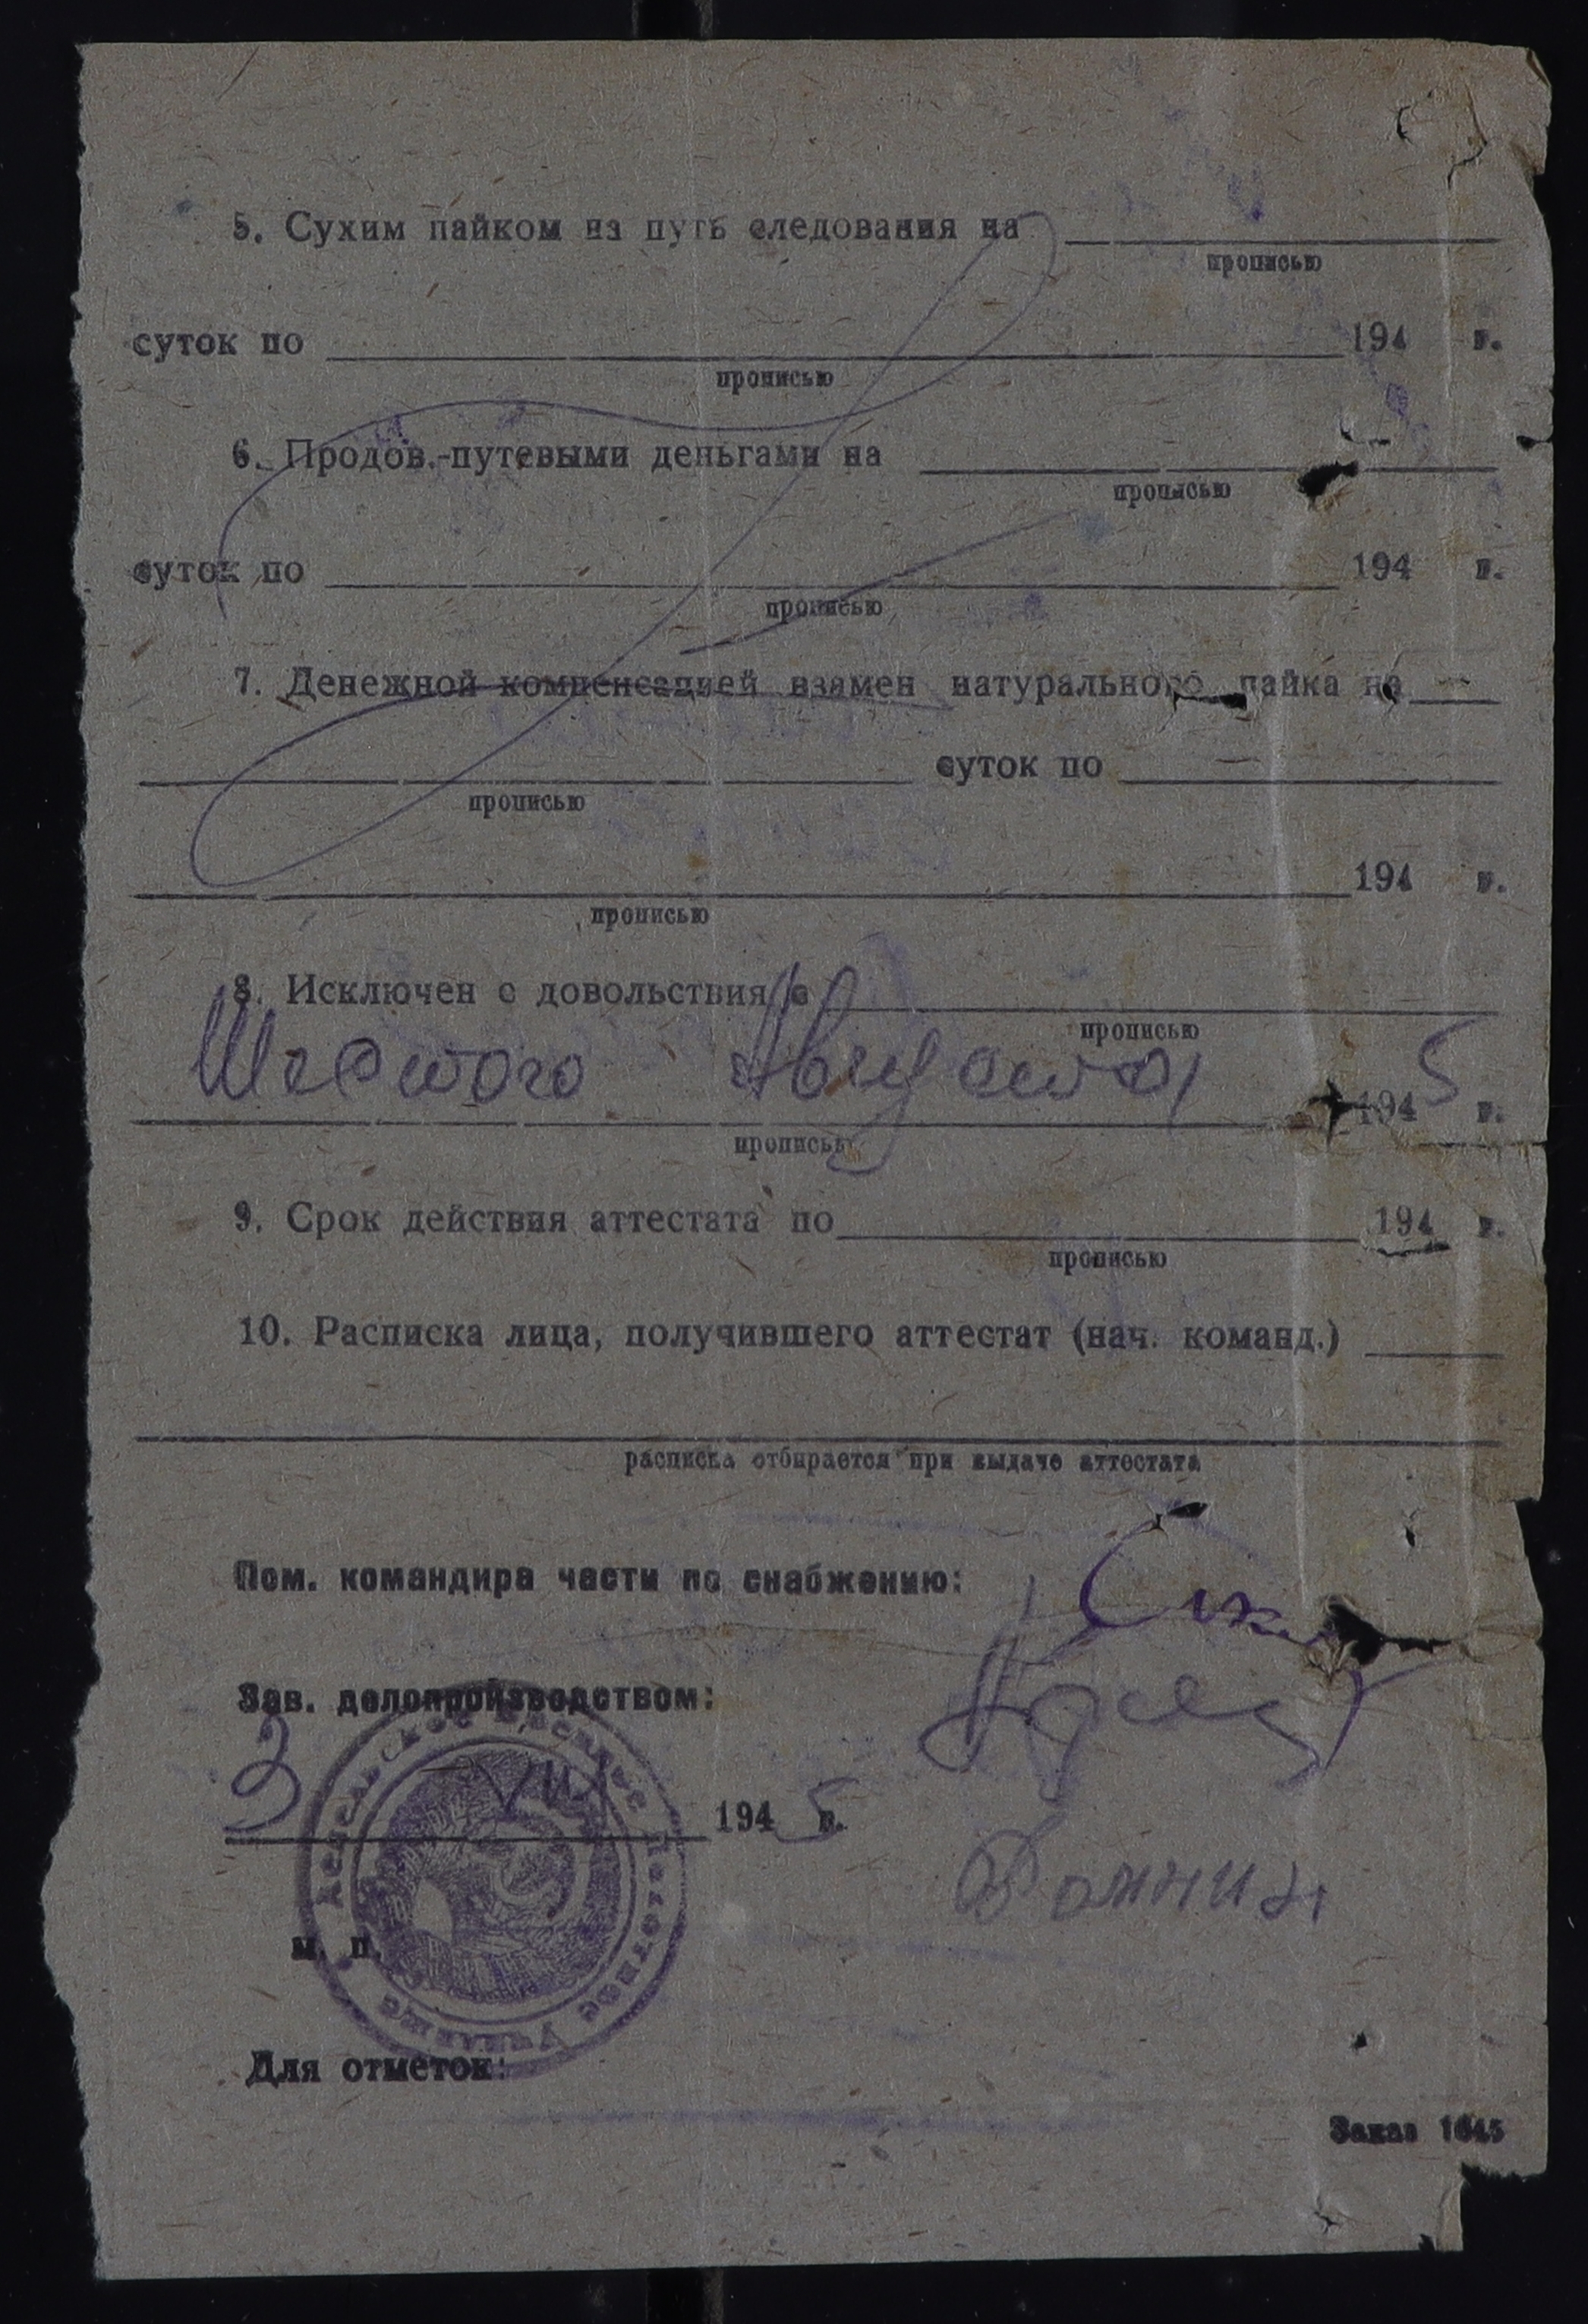 5. Сухим пайком на путь следования на
прописью
суток по 194 г.
прописью
6. Продов.-путевыми деньгами на
прописью
суток по 194 г.
прописью
7. Денежной компенсацией взамен натурального пайка на
суток по
прописью
194 г.
прописью
8. Исключен с довольствия с
прописью
Шестого Августа 1945 г.
прописью
9. Срок действия аттестата по 194 г.
прописью
10. Расписка лица, получившего аттестат (нач. команд.)
расписка отбирается при выдаче аттестата
Пом. командира части по снабжению:
Зав. делопроизводством:
3 VIII 1945 г.
Военное Пехотное Училище
м. п.
Для отметок:
Заказ 1645